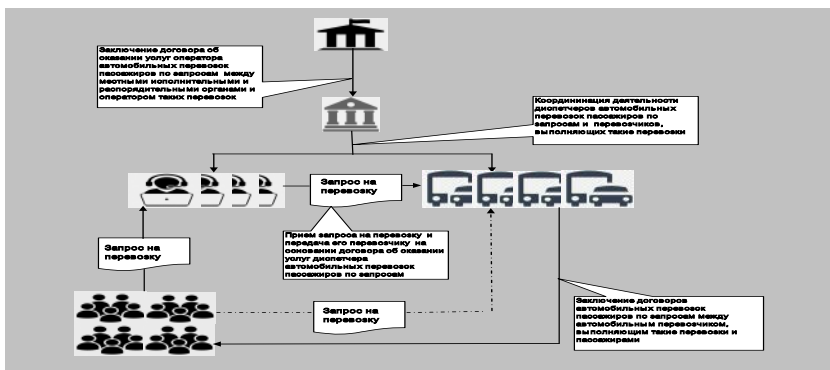 Заключение договора об
оказании услуг оператора
автомобильных перевозок
пассажиров по запросам между
местными исполнительными и
распорядительными органами и
оператором таких перевозок
Координинация деятельности
диспетчеров автомобильных
перевозок пассажиров по
запросам и перевозчиков,
выполняющих такие перевозки
Запрос на
перевозку
Прием запроса на перевозку и
передача его перевозчику на
основании договора об оказании
услуг диспетчера
автомобильных перевозок
пассажиров по запросам
Запрос на
перевозку
Запрос на
перевозку
Заключение договоров
автомобильных перевозок
пассажиров по запросам между
автомобильным перевозчиком,
выполняющим такие перевозки и
пассажирами